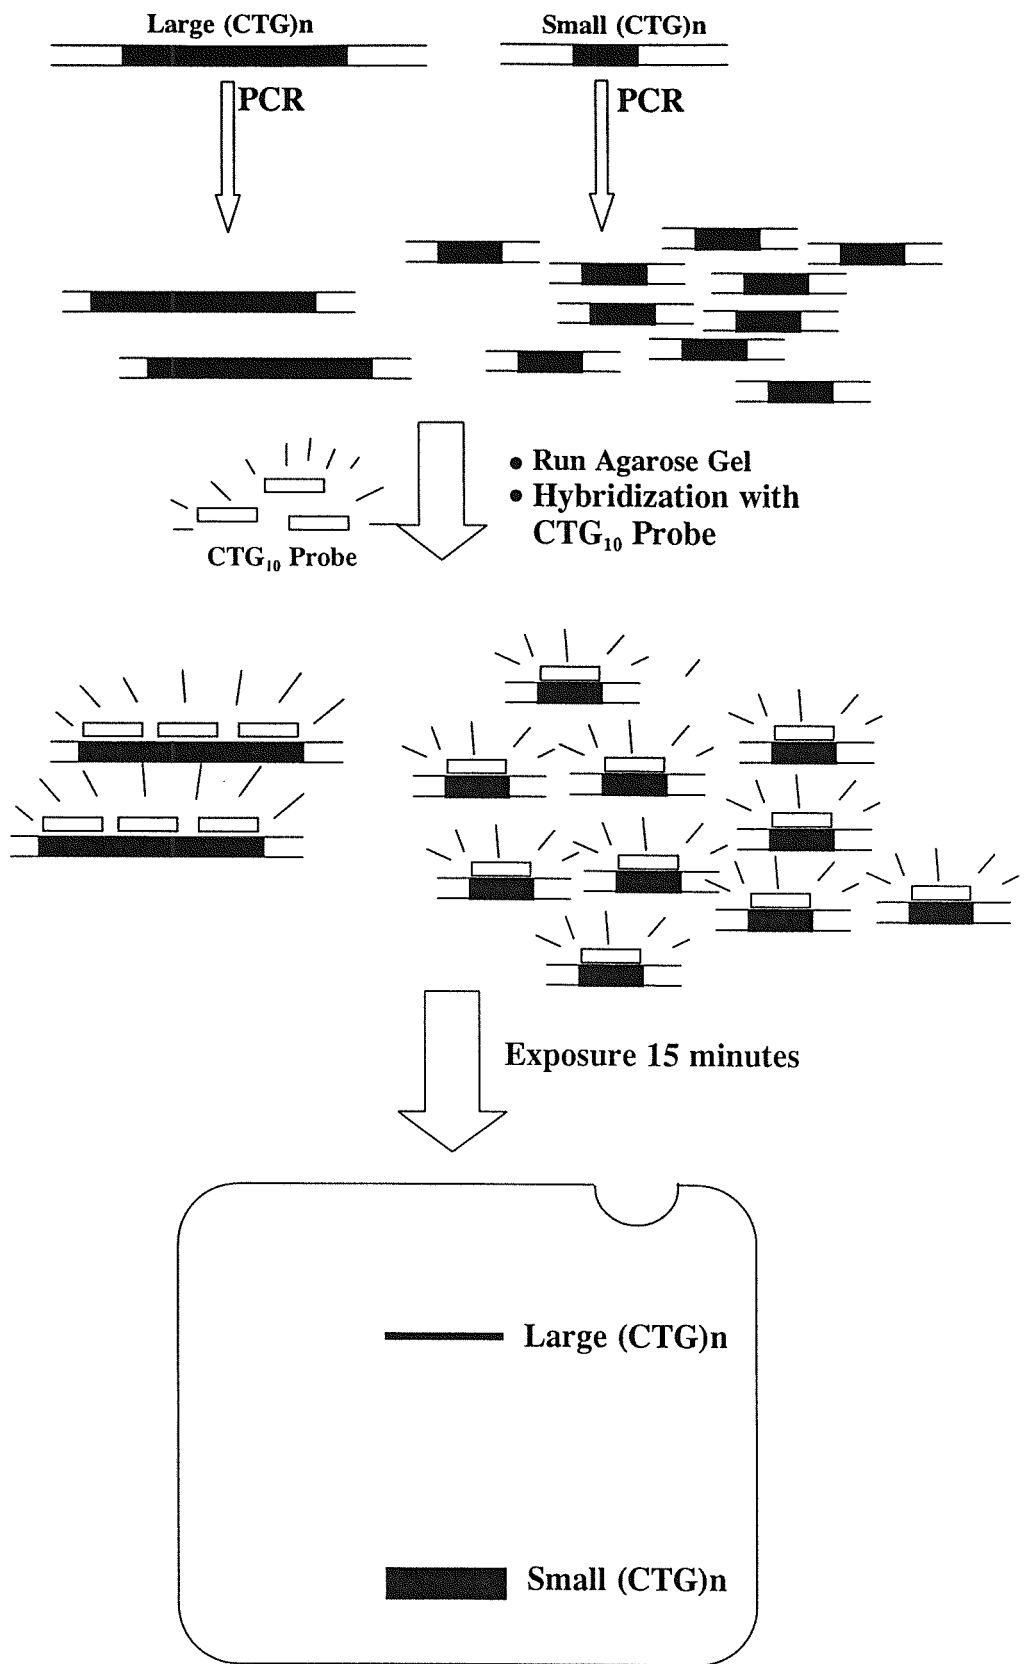 Large (CTG)n
Small (CTG)n
PCR
PCR
• Run Agarose Gel
• Hybridization with
CTG₁₀ Probe
CTG₁₀ Probe
Exposure 15 minutes
Large (CTG)n
Small (CTG)n